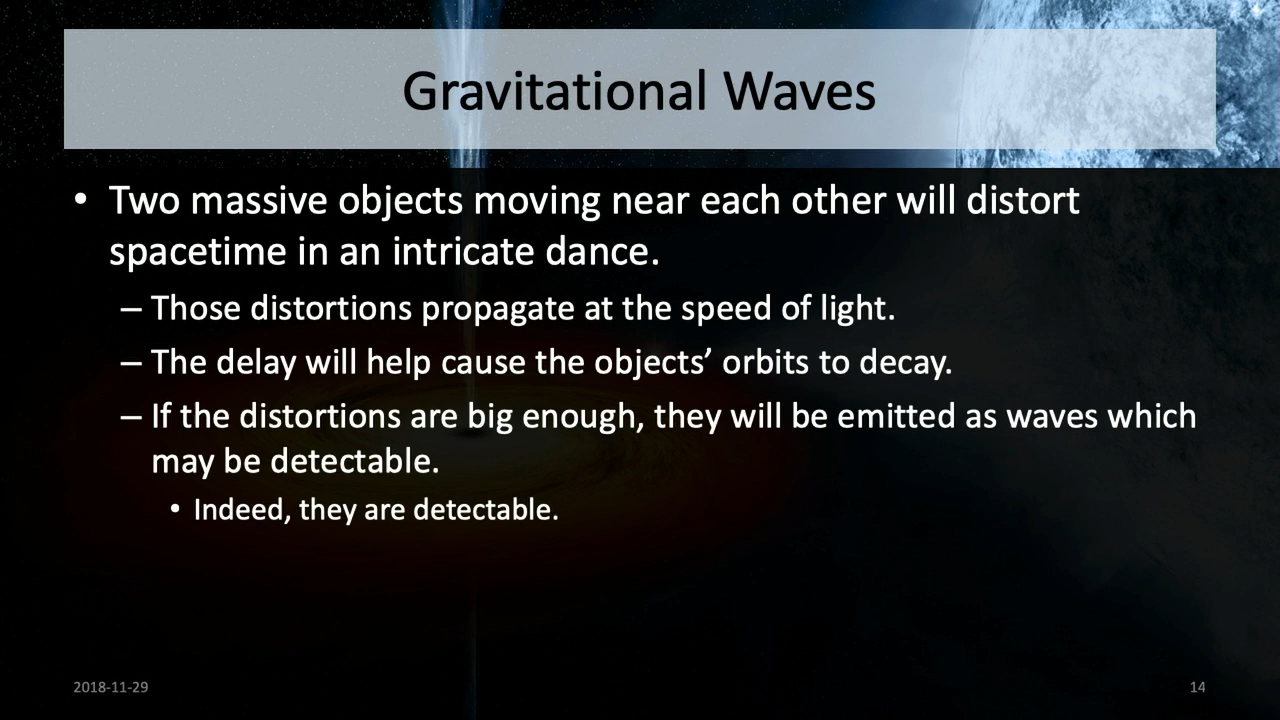 Gravitational Waves
• Two massive objects moving near each other will distort
spacetime in an intricate dance.
– Those distortions propagate at the speed of light.
– The delay will help cause the objects’ orbits to decay.
– If the distortions are big enough, they will be emitted as waves which
may be detectable.
• Indeed, they are detectable.
2018-11-29
14